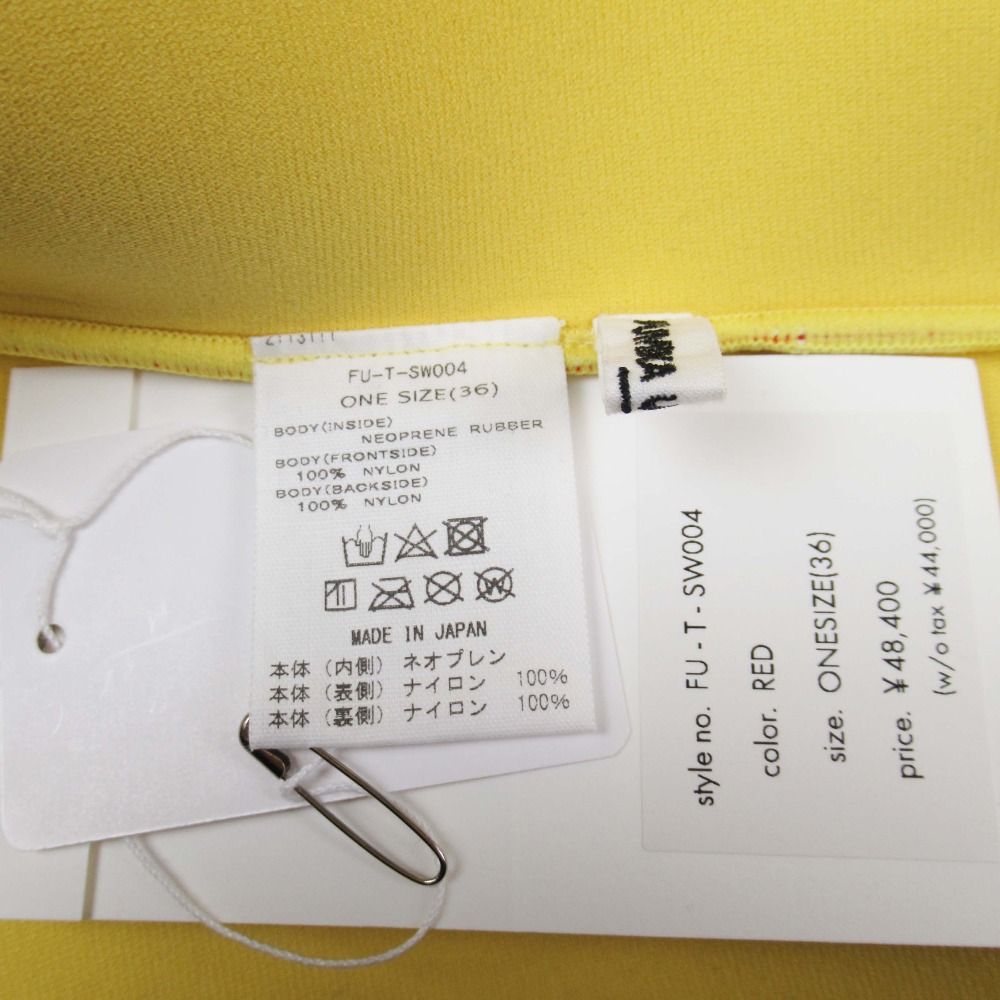 FU-T-SW004
ONE SIZE(36)
BODY(INSIDE)
NEOPRENE RUBBER
BODY(FRONTSIDE)
100% NYLON
BODY(BACKSIDE)
100% NYLON
MADE IN JAPAN
本体（内側）ネオプレン
本体（表側）ナイロン 100%
本体（裏側）ナイロン 100%
style no. FU - T - SW004
color. RED
size. ONESIZE(36)
price. ¥48,400
(w/o tax ¥44,000)